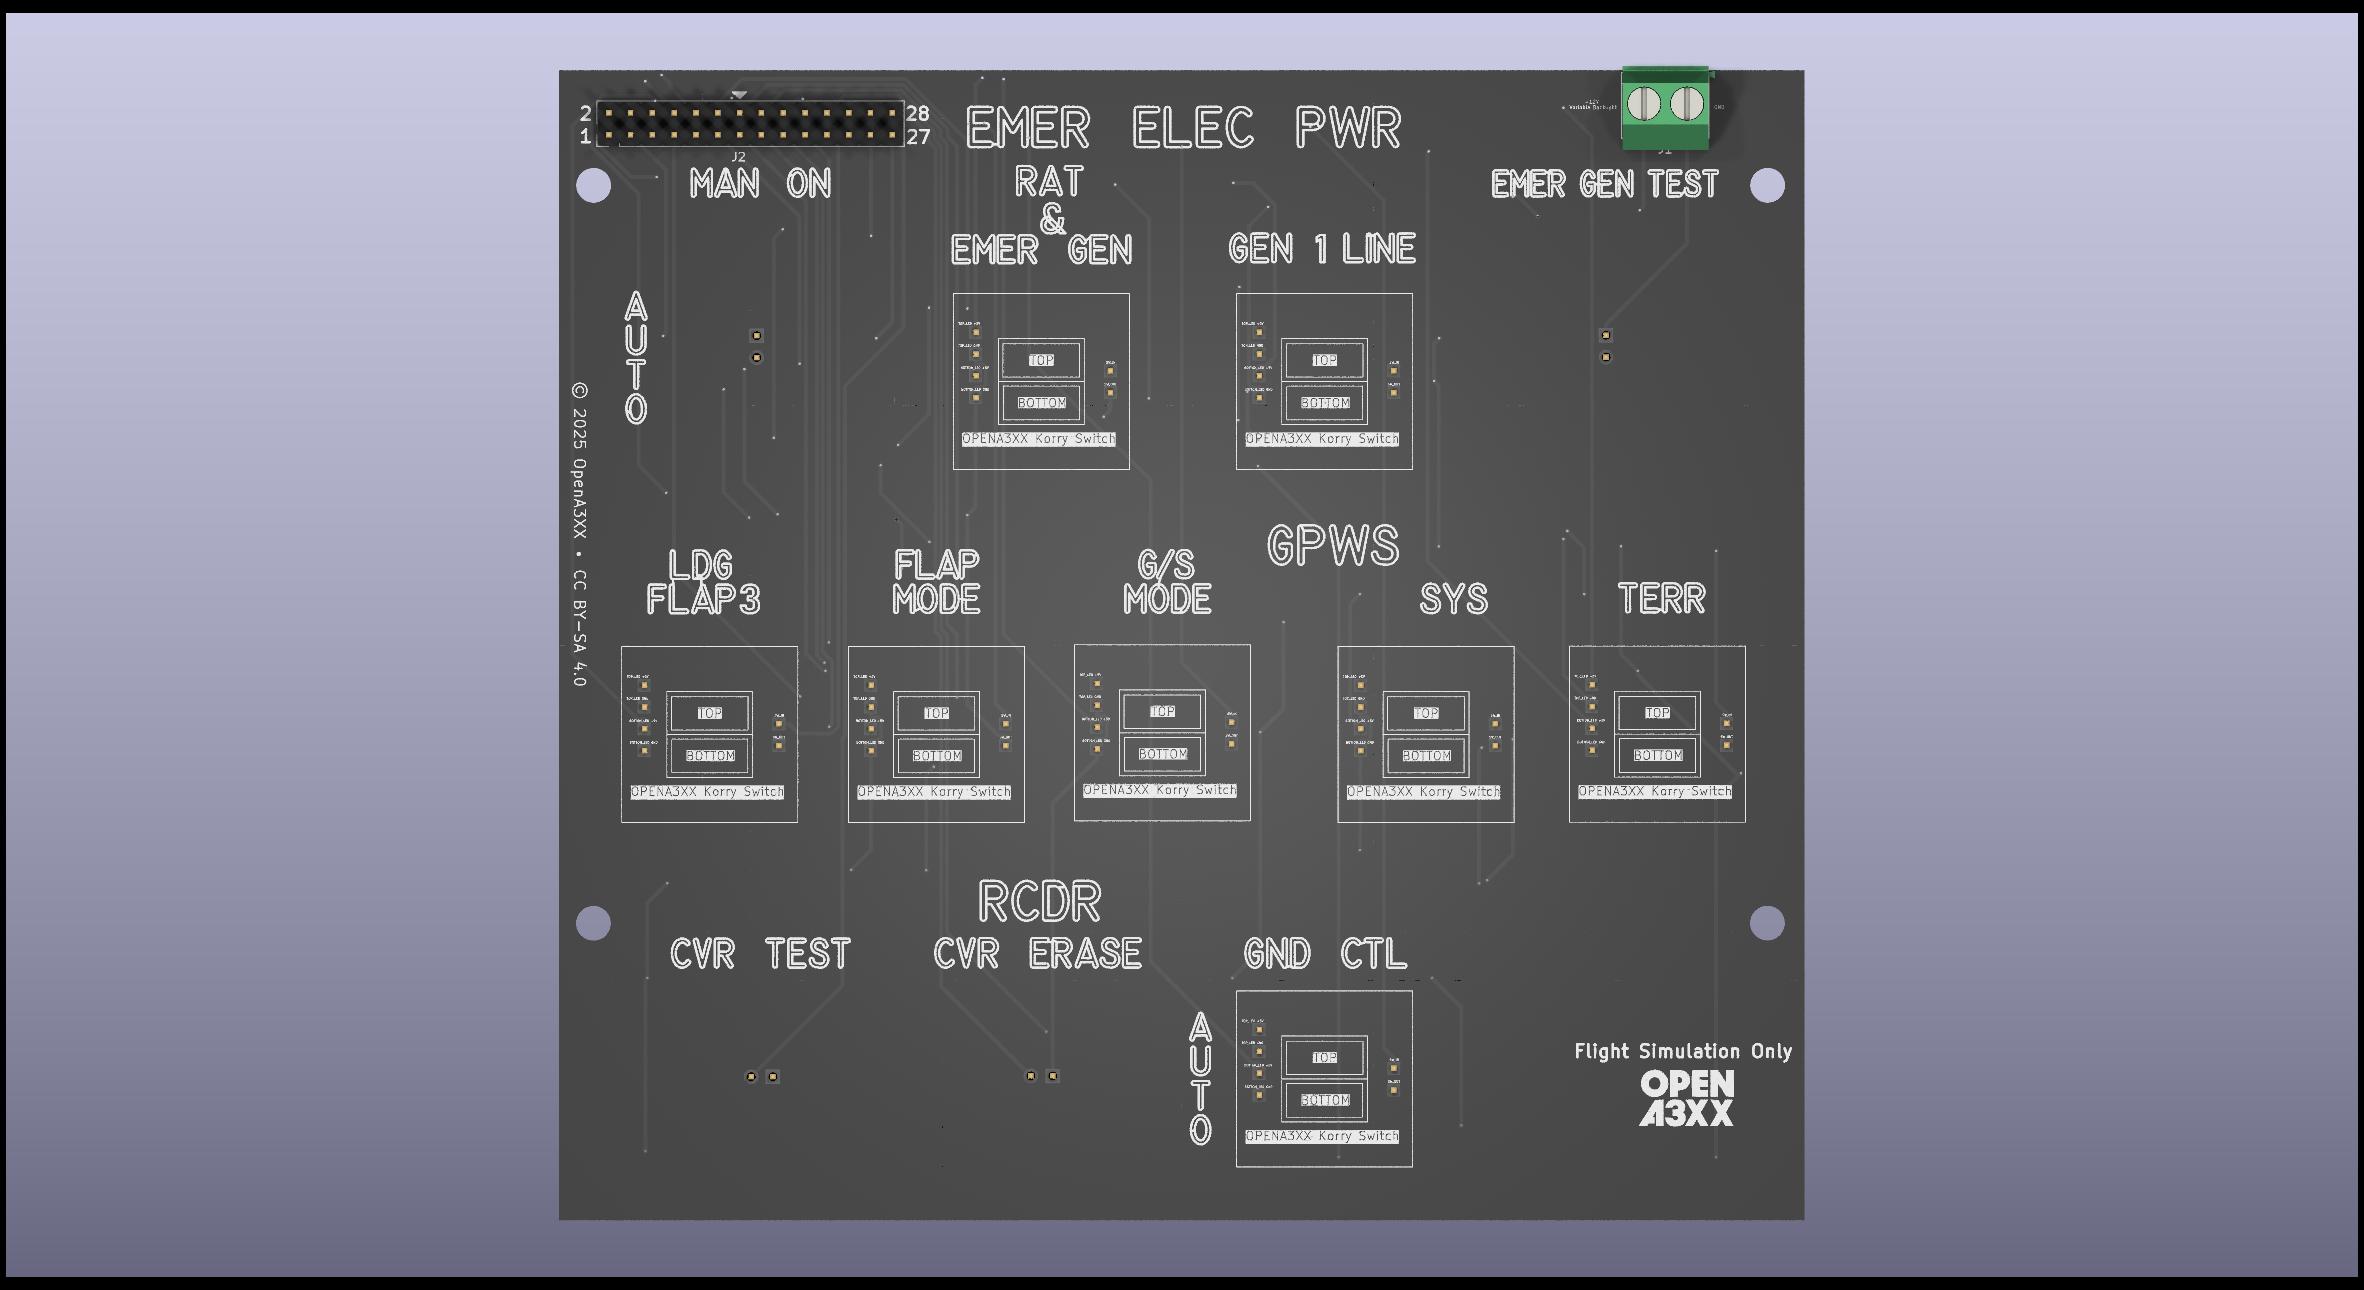 2
28
1
27
J2
EMER ELEC PWR
+12V
Variable Backlight
GND
J1
MAN ON
RAT
&
EMER GEN
GEN 1 LINE
EMER GEN TEST
AUTO
TOP
BOTTOM
OPENA3XX Korry Switch
TOP
BOTTOM
OPENA3XX Korry Switch
© 2025 OpenA3XX • CC BY-SA 4.0
GPWS
LDG
FLAP3
FLAP
MODE
G/S
MODE
SYS
TERR
TOP
BOTTOM
OPENA3XX Korry Switch
TOP
BOTTOM
OPENA3XX Korry Switch
TOP
BOTTOM
OPENA3XX Korry Switch
TOP
BOTTOM
OPENA3XX Korry Switch
TOP
BOTTOM
OPENA3XX Korry Switch
RCDR
CVR TEST
CVR ERASE
GND CTL
AUTO
TOP
BOTTOM
OPENA3XX Korry Switch
Flight Simulation Only
OPEN
A3XX